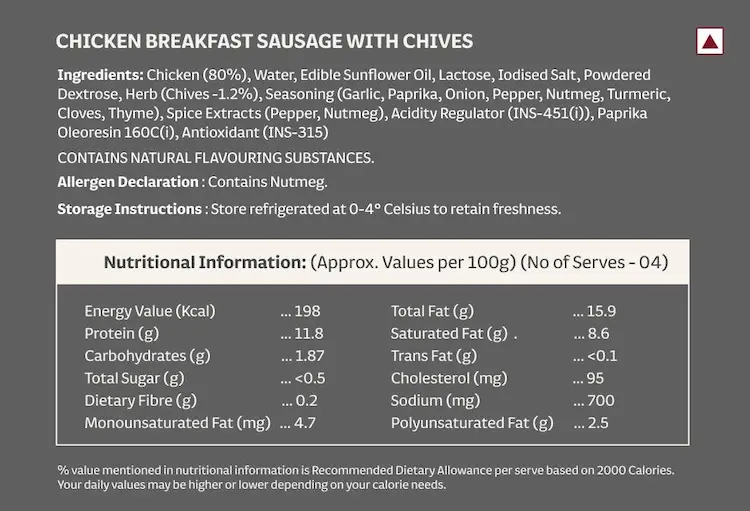 CHICKEN BREAKFAST SAUSAGE WITH CHIVES
Ingredients: Chicken (80%), Water, Edible Sunflower Oil, Lactose, Iodised Salt, Powdered
Dextrose, Herb (Chives -1.2%), Seasoning (Garlic, Paprika, Onion, Pepper, Nutmeg, Turmeric,
Cloves, Thyme), Spice Extracts (Pepper, Nutmeg), Acidity Regulator (INS-451(i)), Paprika
Oleoresin 160C(i), Antioxidant (INS-315)
CONTAINS NATURAL FLAVOURING SUBSTANCES.
Allergen Declaration : Contains Nutmeg.
Storage Instructions : Store refrigerated at 0-4° Celsius to retain freshness.
Nutritional Information: (Approx. Values per 100g) (No of Serves - 04)
Energy Value (Kcal) ... 198
Protein (g) ... 11.8
Carbohydrates (g) ... 1.87
Total Sugar (g) ... <0.5
Dietary Fibre (g) ... 0.2
Monounsaturated Fat (mg) ... 4.7
Total Fat (g) ... 15.9
Saturated Fat (g) . ... 8.6
Trans Fat (g) ... <0.1
Cholesterol (mg) ... 95
Sodium (mg) ... 700
Polyunsaturated Fat (g) ... 2.5
% value mentioned in nutritional information is Recommended Dietary Allowance per serve based on 2000 Calories.
Your daily values may be higher or lower depending on your calorie needs.